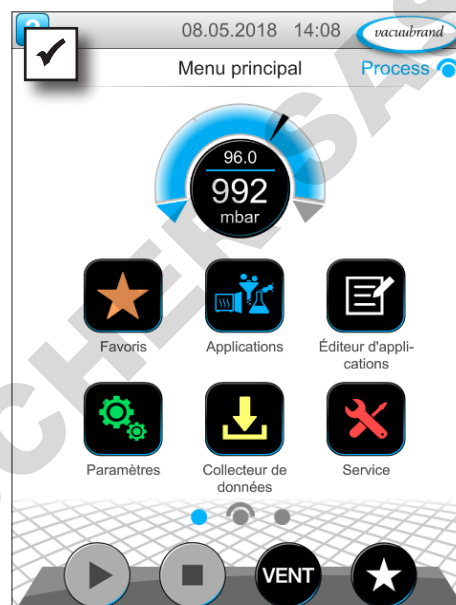 08.05.2018 14:08 vacuubrand
Menu principal Process
96.0
992
mbar
Favoris
Applications
Éditeur d'appli-
cations
Paramètres
Collecteur de
données
Service
VENT